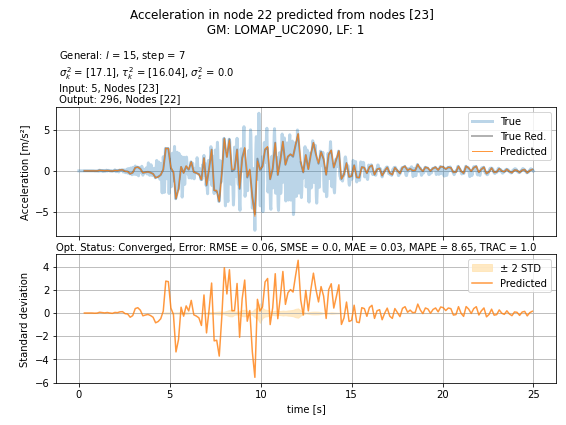 Acceleration in node 22 predicted from nodes [23]
GM: LOMAP_UC2090, LF: 1
General: l = 15, step = 7
σ²ₖ = [17.1], τ²ₖ = [16.04], σ²ε = 0.0
Input: 5, Nodes [23]
Output: 296, Nodes [22]
Acceleration [m/s²]
5
0
−5
True
True Red.
Predicted
Opt. Status: Converged, Error: RMSE = 0.06, SMSE = 0.0, MAE = 0.03, MAPE = 8.65, TRAC = 1.0
Standard deviation
4
2
0
−2
−4
−6
± 2 STD
Predicted
0 5 10 15 20 25
time [s]